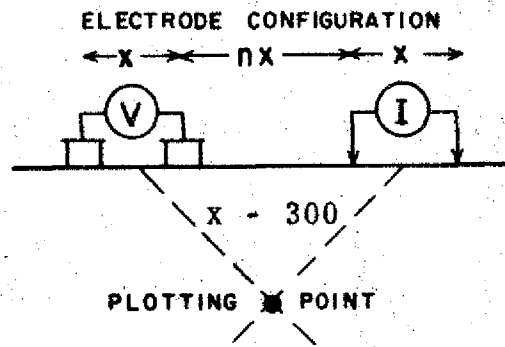 ELECTRODE CONFIGURATION
x nx x
V I
x - 300
PLOTTING POINT